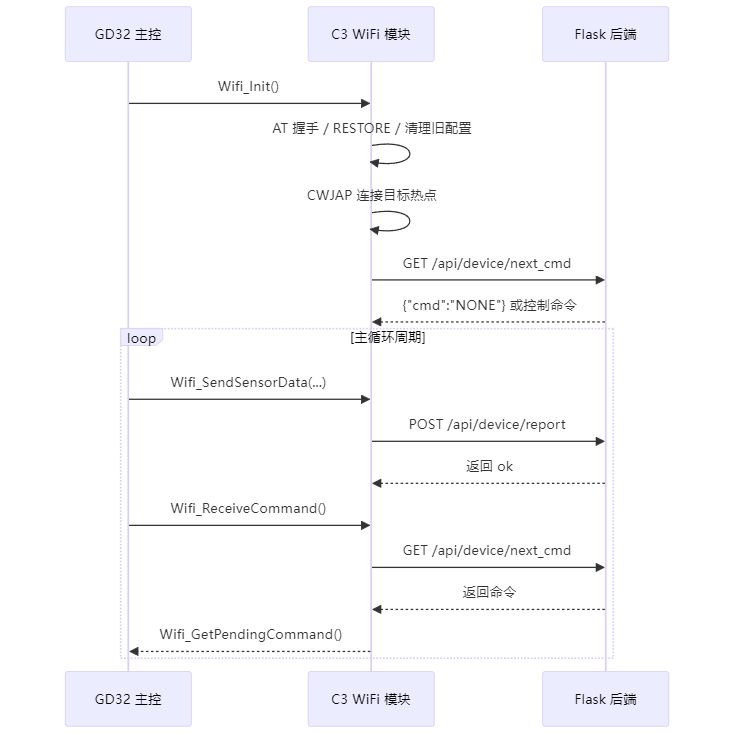 GD32 主控
C3 WiFi 模块
Flask 后端
Wifi_Init()
AT 握手 / RESTORE / 清理旧配置
CWJAP 连接目标热点
GET /api/device/next_cmd
{"cmd":"NONE"} 或控制命令
loop
[主循环周期]
Wifi_SendSensorData(...)
POST /api/device/report
返回 ok
Wifi_ReceiveCommand()
GET /api/device/next_cmd
返回命令
Wifi_GetPendingCommand()
GD32 主控
C3 WiFi 模块
Flask 后端